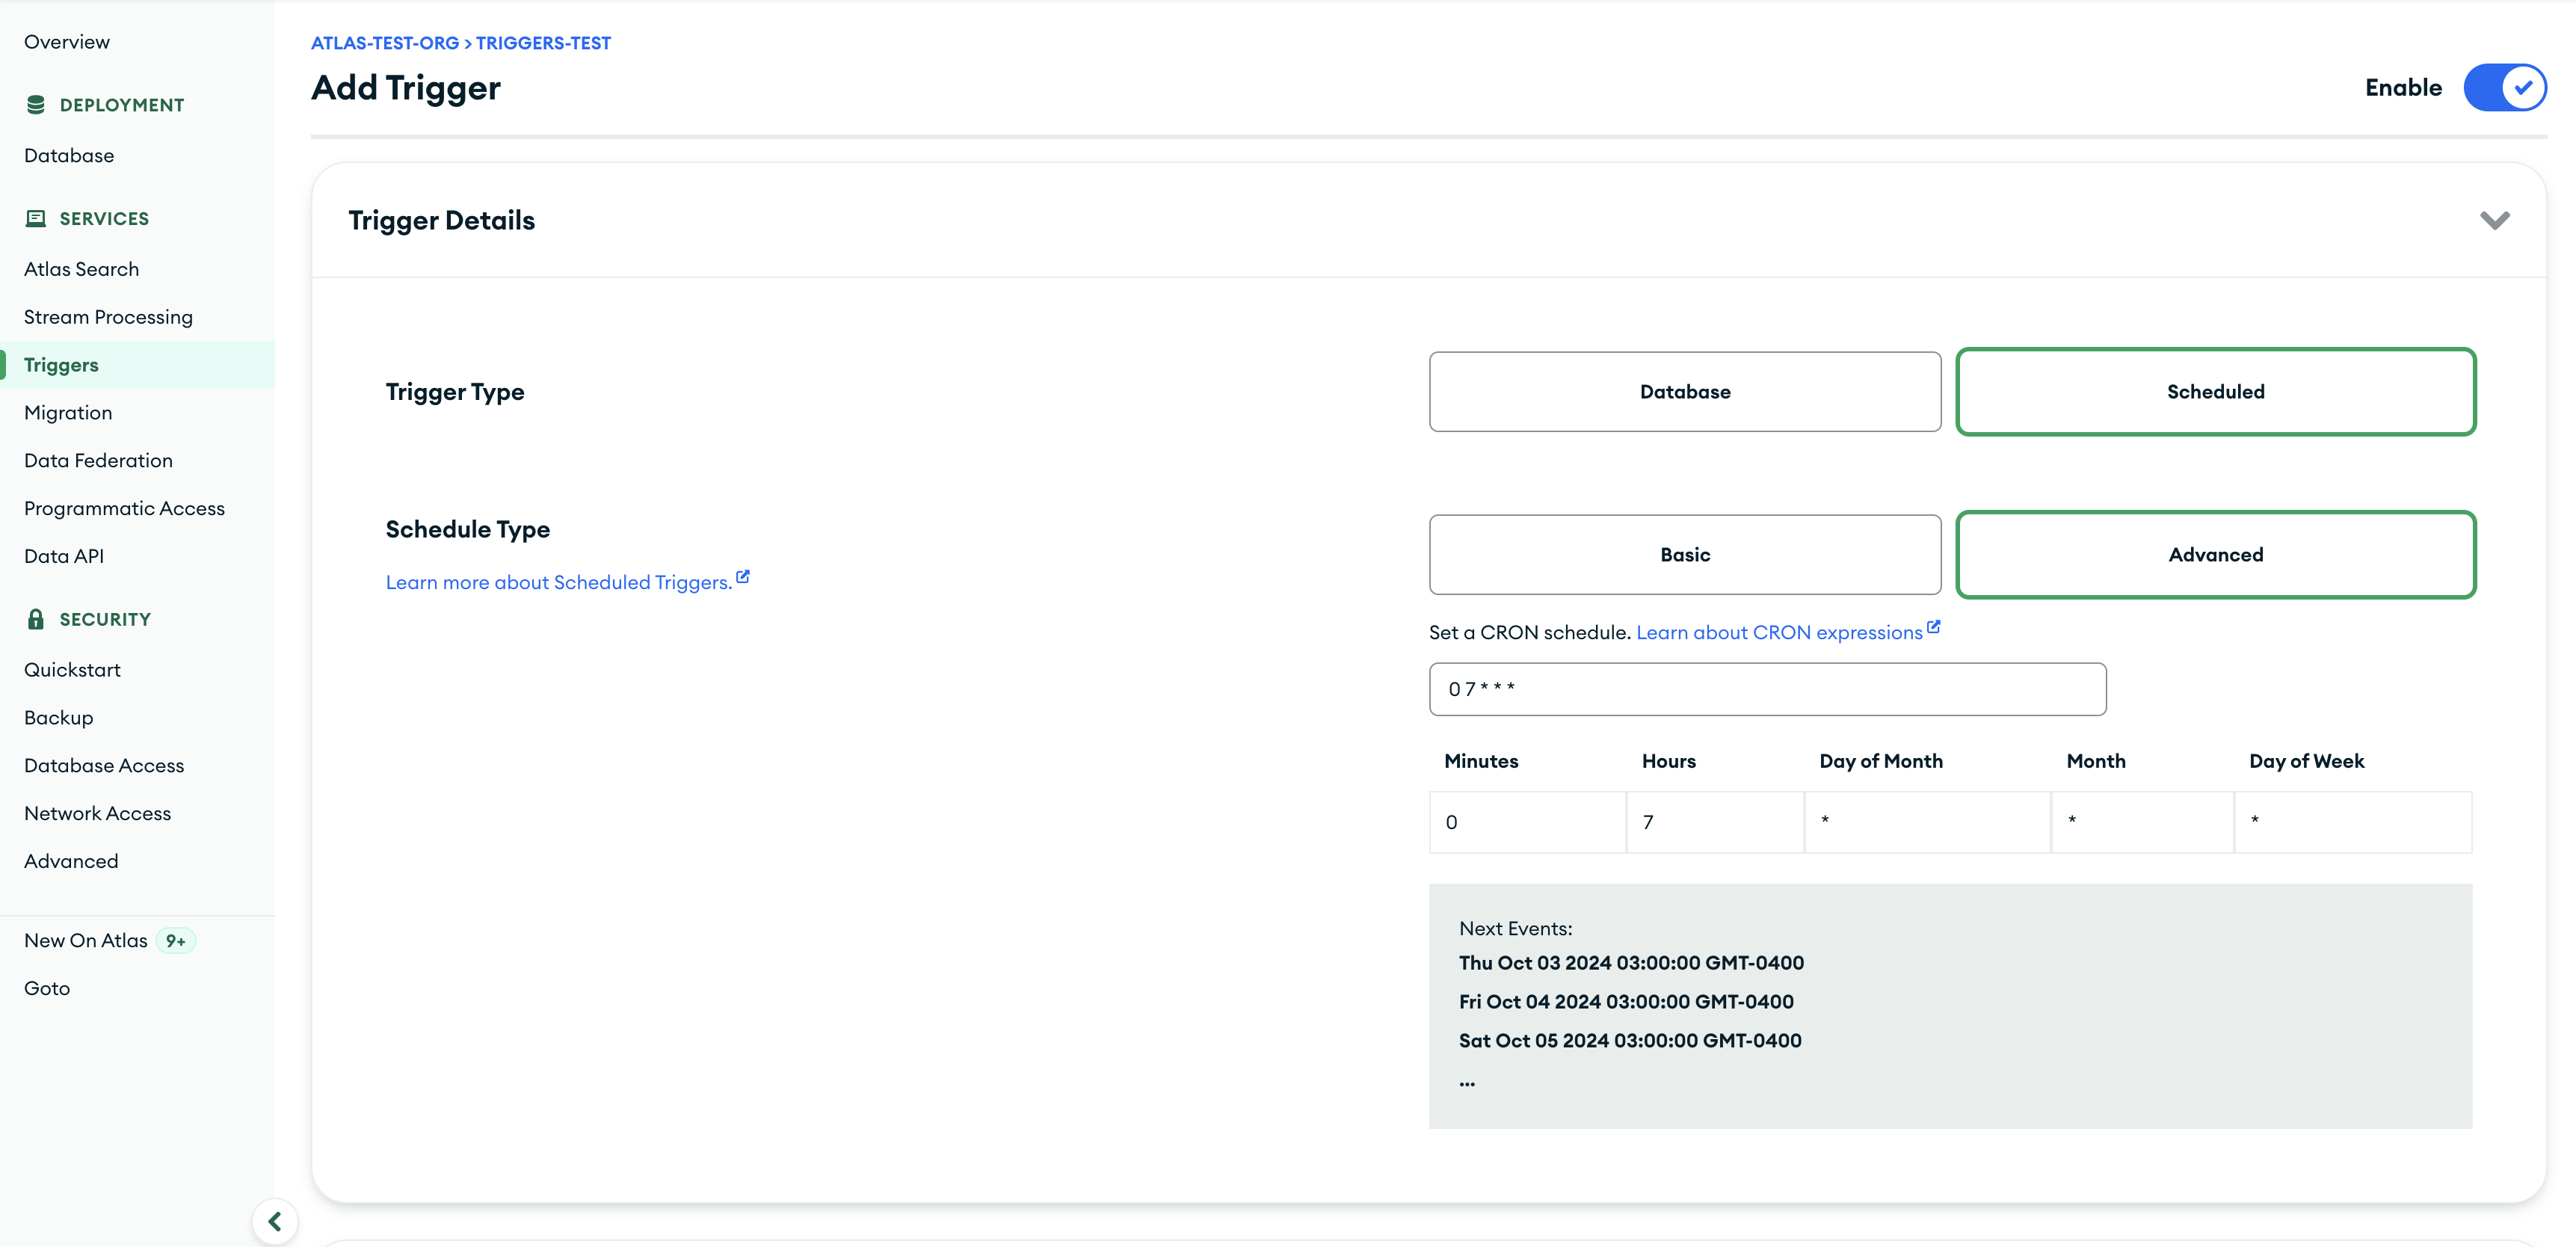 Overview
DEPLOYMENT
Database
SERVICES
Atlas Search
Stream Processing
Triggers
Migration
Data Federation
Programmatic Access
Data API
SECURITY
Quickstart
Backup
Database Access
Network Access
Advanced
New On Atlas 9+
Goto
ATLAS-TEST-ORG > TRIGGERS-TEST
Add Trigger
Enable
Trigger Details
Trigger Type
Database
Scheduled
Schedule Type
Learn more about Scheduled Triggers.
Basic
Advanced
Set a CRON schedule. Learn about CRON expressions
0 7 * * *
Minutes Hours Day of Month Month Day of Week
0 7 * * *
Next Events:
Thu Oct 03 2024 03:00:00 GMT-0400
Fri Oct 04 2024 03:00:00 GMT-0400
Sat Oct 05 2024 03:00:00 GMT-0400
...